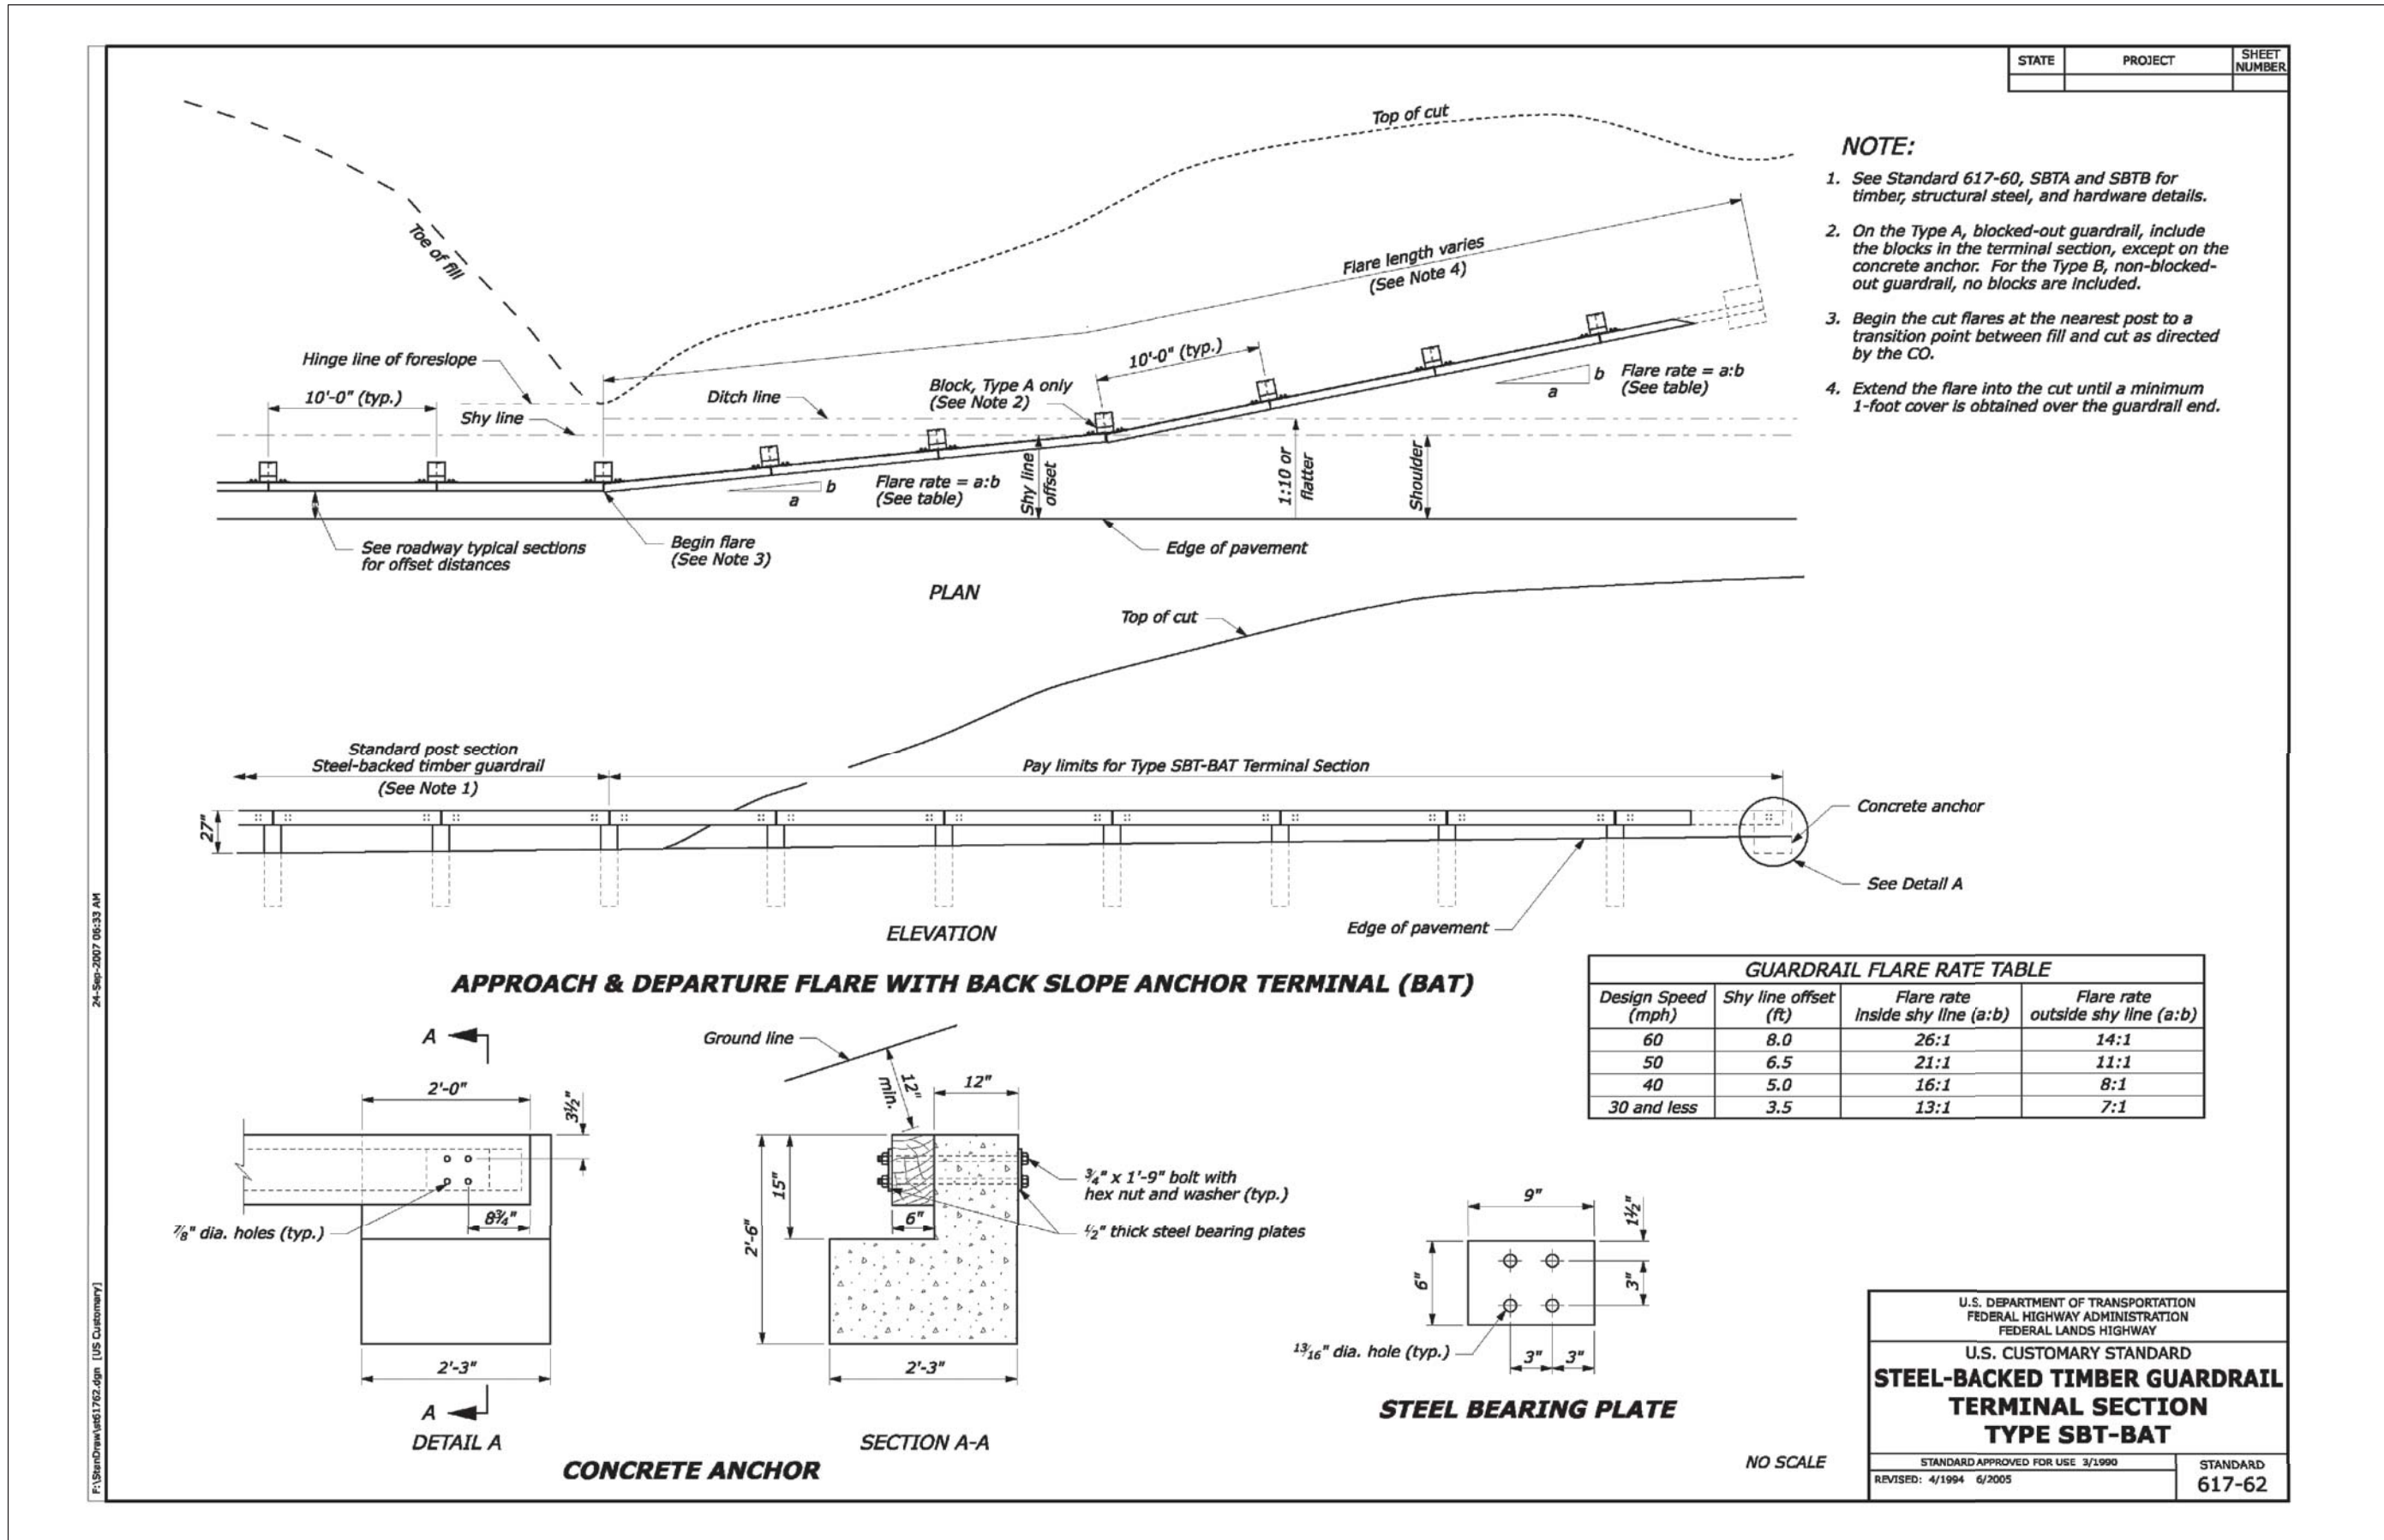 STATE
PROJECT
SHEET
NUMBER
Top of cut
NOTE:
1. See Standard 617-60, SBTA and SBTB for
timber, structural steel, and hardware details.
2. On the Type A, blocked-out guardrail, include
the blocks in the terminal section, except on the
concrete anchor. For the Type B, non-blocked-
out guardrail, no blocks are included.
3. Begin the cut flares at the nearest post to a
transition point between fill and cut as directed
by the CO.
4. Extend the flare into the cut until a minimum
1-foot cover is obtained over the guardrail end.
Toe of fill
Flare length varies
(See Note 4)
Hinge line of foreslope
10'-0" (typ.)
Shy line
Ditch line
Block, Type A only
(See Note 2)
10'-0" (typ.)
b
a
Flare rate = a:b
(See table)
b
a
Flare rate = a:b
(See table)
Shy line
offset
1:10 or
flatter
Shoulder
See roadway typical sections
for offset distances
Begin flare
(See Note 3)
Edge of pavement
PLAN
Top of cut
Standard post section
Steel-backed timber guardrail
(See Note 1)
Pay limits for Type SBT-BAT Terminal Section
27"
Concrete anchor
See Detail A
Edge of pavement
ELEVATION
APPROACH & DEPARTURE FLARE WITH BACK SLOPE ANCHOR TERMINAL (BAT)
GUARDRAIL FLARE RATE TABLE
Design Speed (mph) Shy line offset (ft) Flare rate inside shy line (a:b) Flare rate outside shy line (a:b)
60 8.0 26:1 14:1
50 6.5 21:1 11:1
40 5.0 16:1 8:1
30 and less 3.5 13:1 7:1
A
2'-0"
3½"
8¾"
⅞" dia. holes (typ.)
2'-3"
A
DETAIL A
Ground line
12"
min.
12"
15"
2'-6"
6"
¾" x 1'-9" bolt with
hex nut and washer (typ.)
½" thick steel bearing plates
2'-3"
SECTION A-A
CONCRETE ANCHOR
9"
1½"
6"
3"
13/16" dia. hole (typ.)
3"
3"
STEEL BEARING PLATE
NO SCALE
U.S. DEPARTMENT OF TRANSPORTATION
FEDERAL HIGHWAY ADMINISTRATION
FEDERAL LANDS HIGHWAY
U.S. CUSTOMARY STANDARD
STEEL-BACKED TIMBER GUARDRAIL
TERMINAL SECTION
TYPE SBT-BAT
STANDARD APPROVED FOR USE 3/1990
REVISED: 4/1994 6/2005
STANDARD
617-62
24-Sep-2007 06:33 AM
F:\StanDraw\st61762.dgn [US Customary]